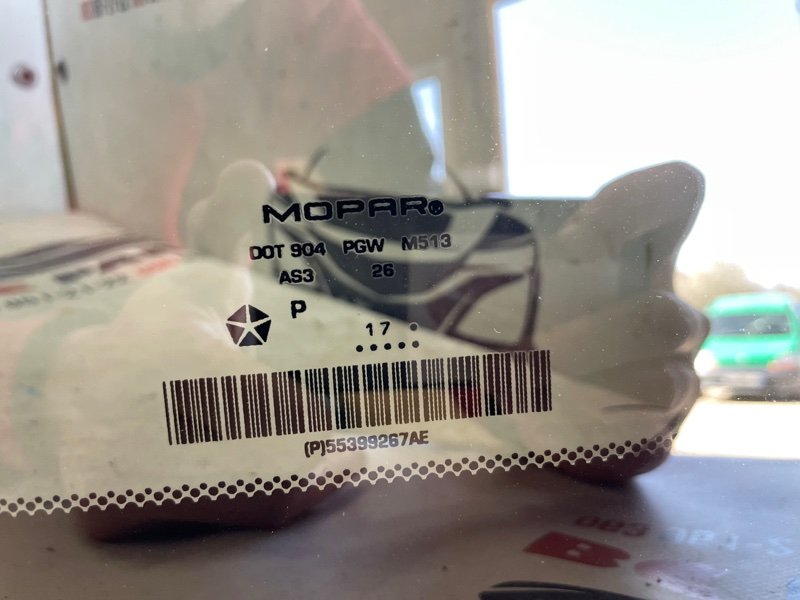 MOPAR®
DOT 904 PGW M513
AS3 26
P
17
(P)55399267AE